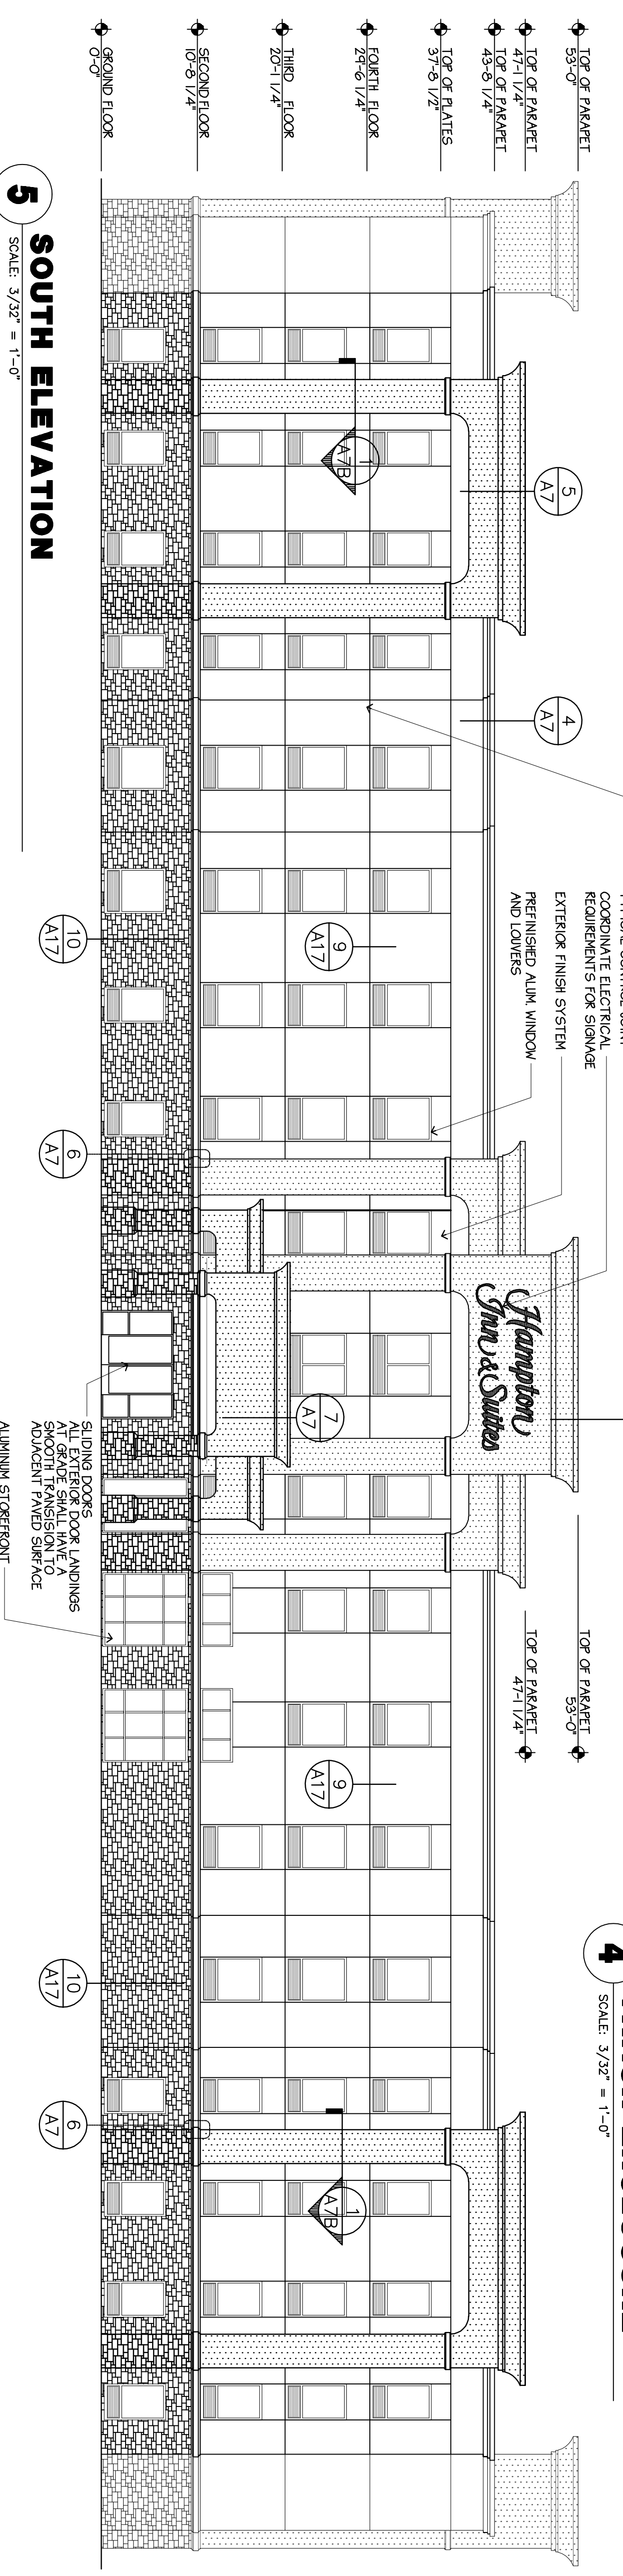 TOP OF PARAPET
53'-0"
TOP OF PARAPET
47'-1 1/4"
TOP OF PARAPET
43'-8 1/4"
TOP OF PLATES
37'-8 1/2"
FOURTH FLOOR
29'-6 1/4"
THIRD FLOOR
20'-1 1/4"
SECOND FLOOR
10'-8 1/4"
GROUND FLOOR
0'-0"
5
A7
1
A7B
4
A7
COORDINATE ELECTRICAL
REQUIREMENTS FOR SIGNAGE
EXTERIOR FINISH SYSTEM
PREFINISHED ALUM. WINDOW
AND LOUVERS
9
A17
10
A17
6
A7
Hampton
Inn & Suites
7
A7
SLIDING DOORS
ALL EXTERIOR DOOR LANDINGS
AT GRADE SHALL HAVE A
SMOOTH TRANSISION TO
ADJACENT PAVED SURFACE
ALUMINUM STOREFRONT
TOP OF PARAPET
53'-0"
TOP OF PARAPET
47'-1 1/4"
9
A17
10
A17
6
A7
1
A7B
4
SCALE: 3/32" = 1'-0"
5
SOUTH ELEVATION
SCALE: 3/32" = 1'-0"